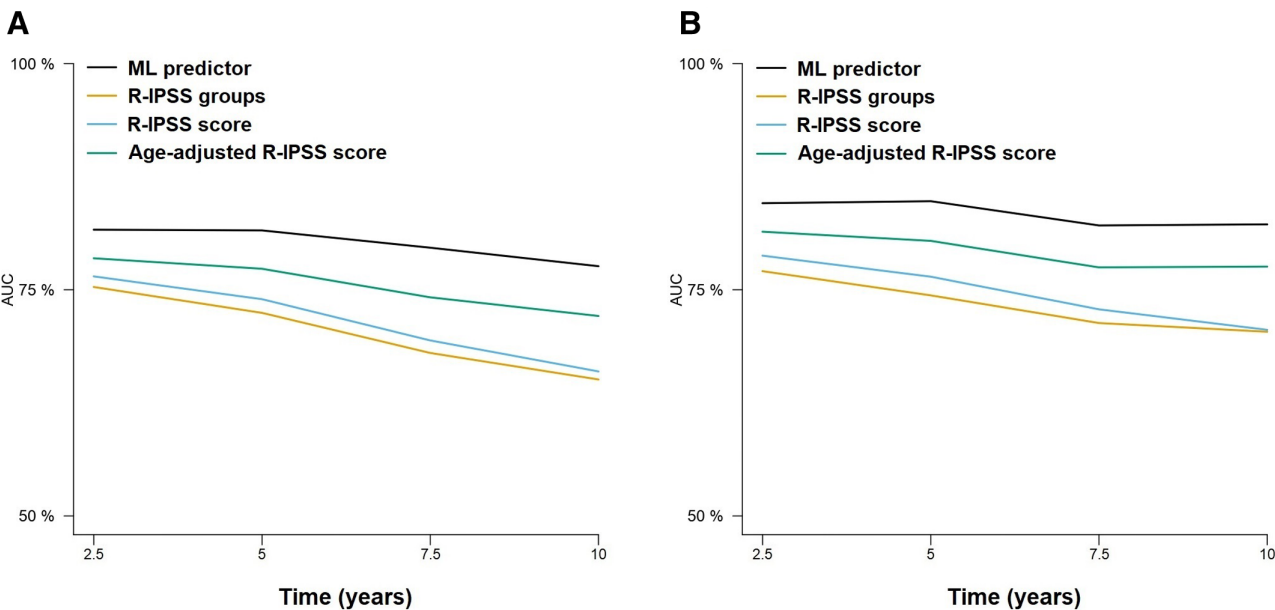 A
100 %
75 %
50 %
AUC
ML predictor
R-IPSS groups
R-IPSS score
Age-adjusted R-IPSS score
2.5 5 7.5 10
Time (years)
B
100 %
75 %
50 %
AUC
ML predictor
R-IPSS groups
R-IPSS score
Age-adjusted R-IPSS score
2.5 5 7.5 10
Time (years)